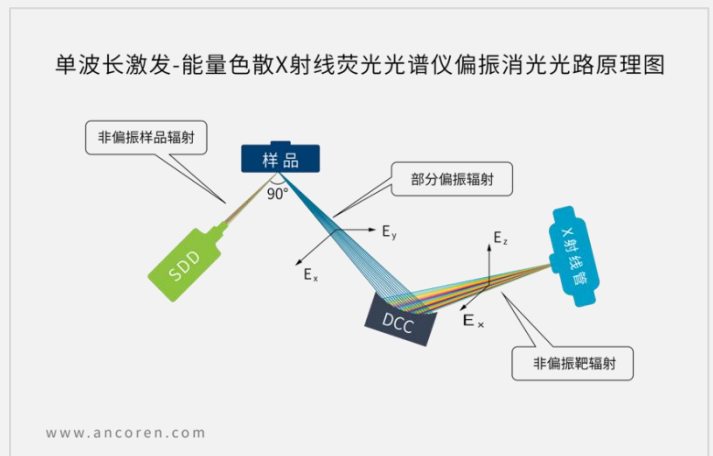 单波长激发-能量色散X射线荧光光谱仪偏振消光光路原理图
非偏振样品辐射
样品
部分偏振辐射
90°
Ey
Ez
X射线管
SDD
Ex
DCC
Ex
非偏振靶辐射
www.ancoren.com